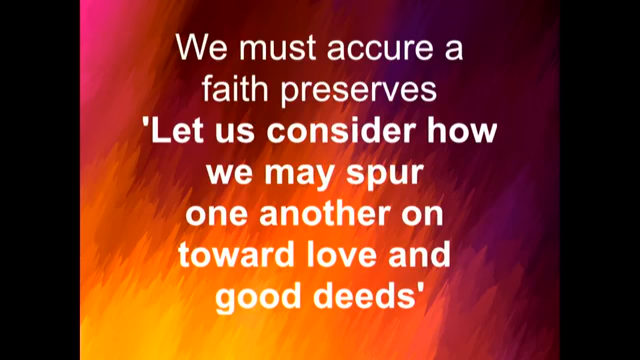 We must accure a
faith preserves
'Let us consider how
we may spur
one another on
toward love and
good deeds'